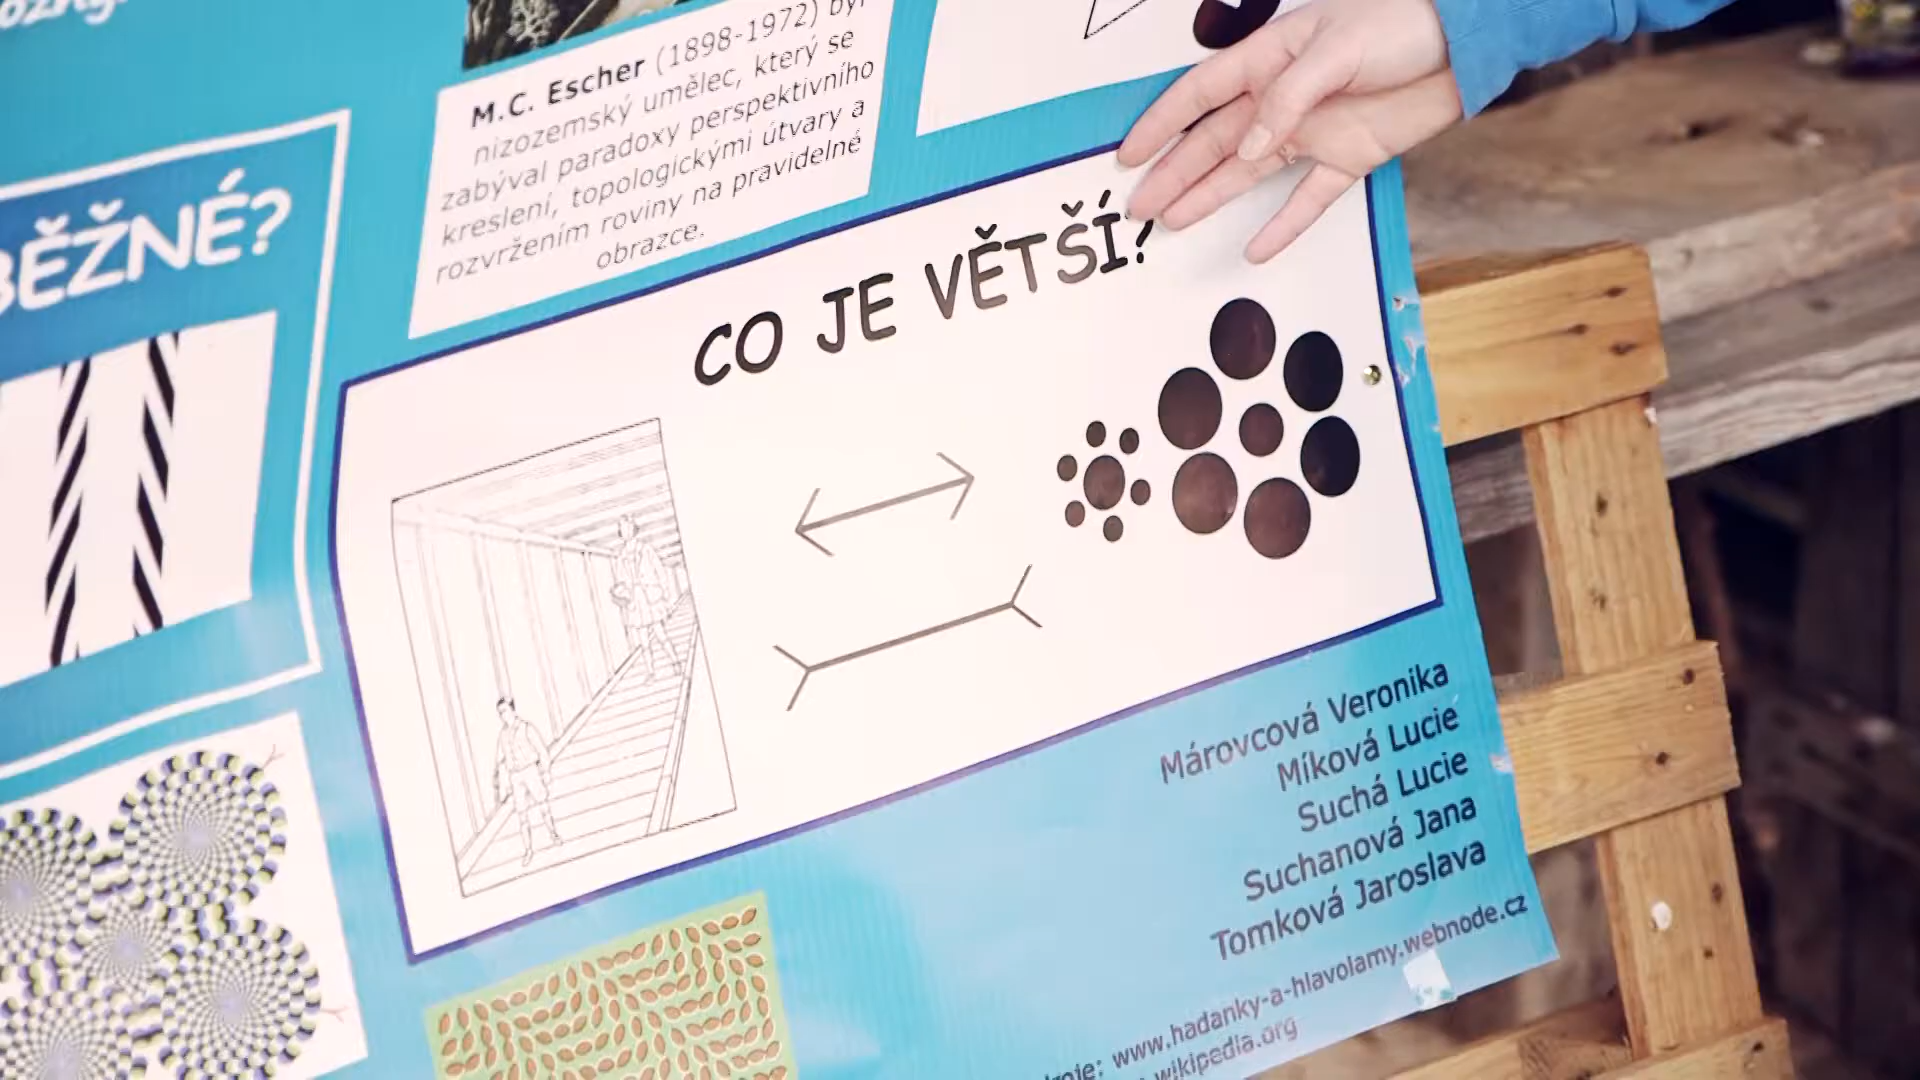 M.C. Escher (1898-1972) byl
nizozemský umělec, který se
zabýval paradoxy perspektivního
kreslení, topologickými útvary a
rozvržením roviny na pravidelné
obrazce.
BĚŽNÉ?
CO JE VĚTŠÍ?
Márovcová Veronika
Míková Lucie
Suchá Lucie
Suchanová Jana
Tomková Jaroslava
www.hadanky-a-hlavolamy.webnode.cz
wikipedia.org